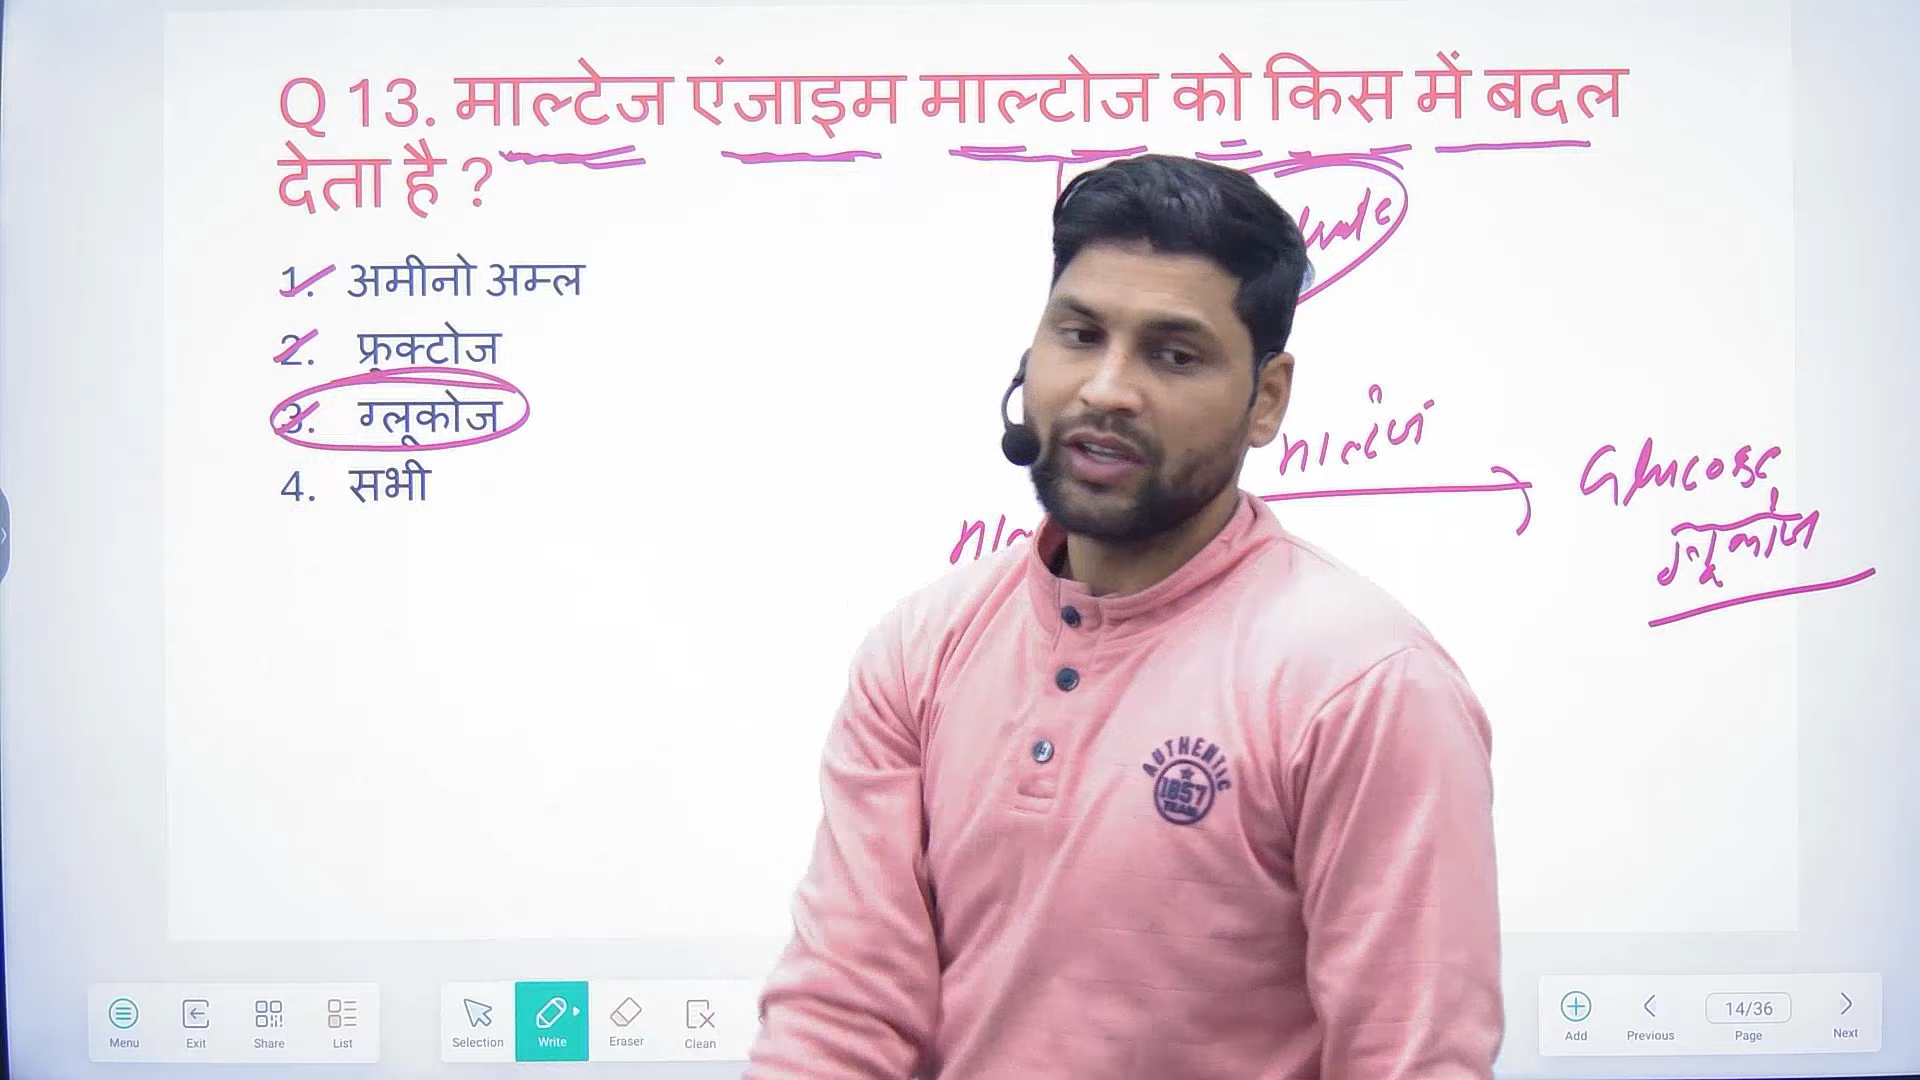 Q 13. माल्टेज एंजाइम माल्टोज को किस में बदल
देता है ?
1. अमीनो अम्ल
2. फ्रुक्टोज
3. ग्लूकोज
4. सभी
माल्टेज
Glucose
ग्लूकोज
AUTHENTIC
1857
Menu
Exit
Share
List
Selection
Write
Eraser
Clean
Add
Previous
14/36
Page
Next